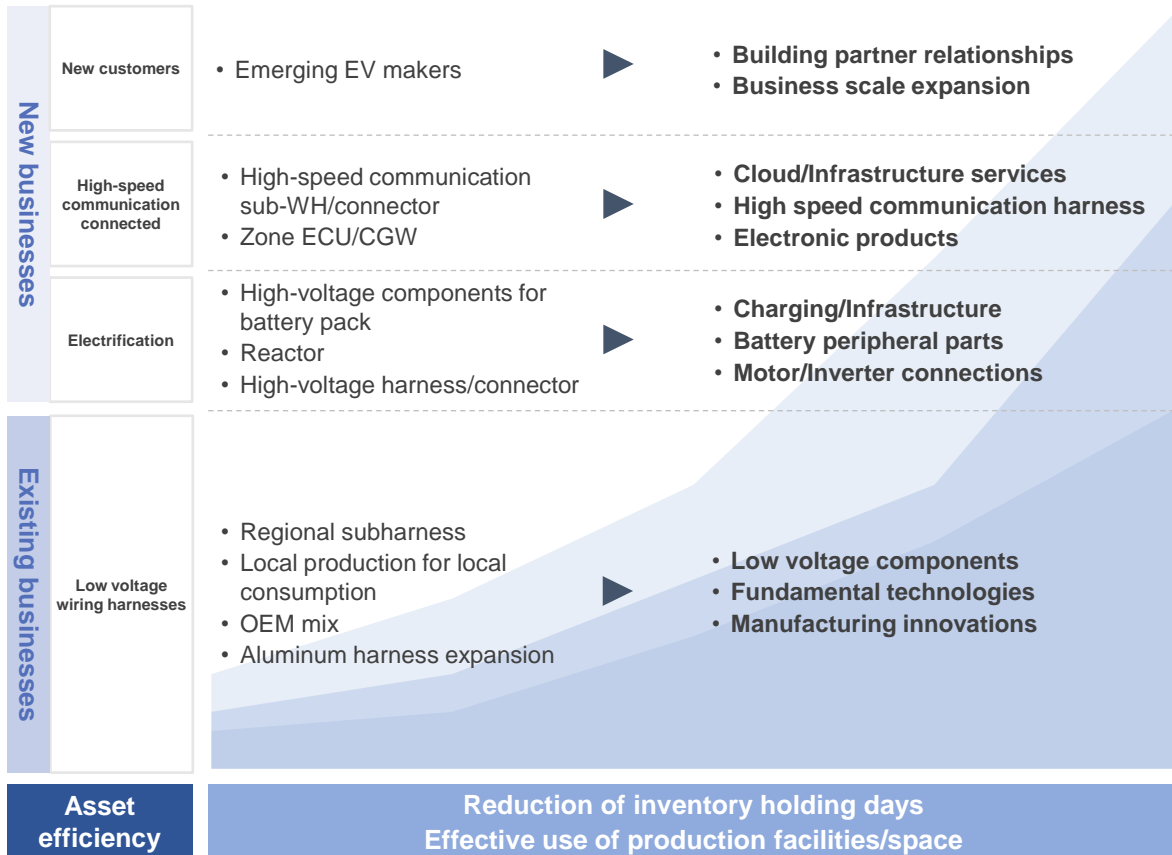 New businesses
New customers
• Emerging EV makers
• Building partner relationships
• Business scale expansion
High-speed
communication
connected
• High-speed communication
sub-WH/connector
• Zone ECU/CGW
• Cloud/Infrastructure services
• High speed communication harness
• Electronic products
Electrification
• High-voltage components for
battery pack
• Reactor
• High-voltage harness/connector
• Charging/Infrastructure
• Battery peripheral parts
• Motor/Inverter connections
Existing businesses
Low voltage
wiring harnesses
• Regional subharness
• Local production for local
consumption
• OEM mix
• Aluminum harness expansion
• Low voltage components
• Fundamental technologies
• Manufacturing innovations
Asset
efficiency
Reduction of inventory holding days
Effective use of production facilities/space